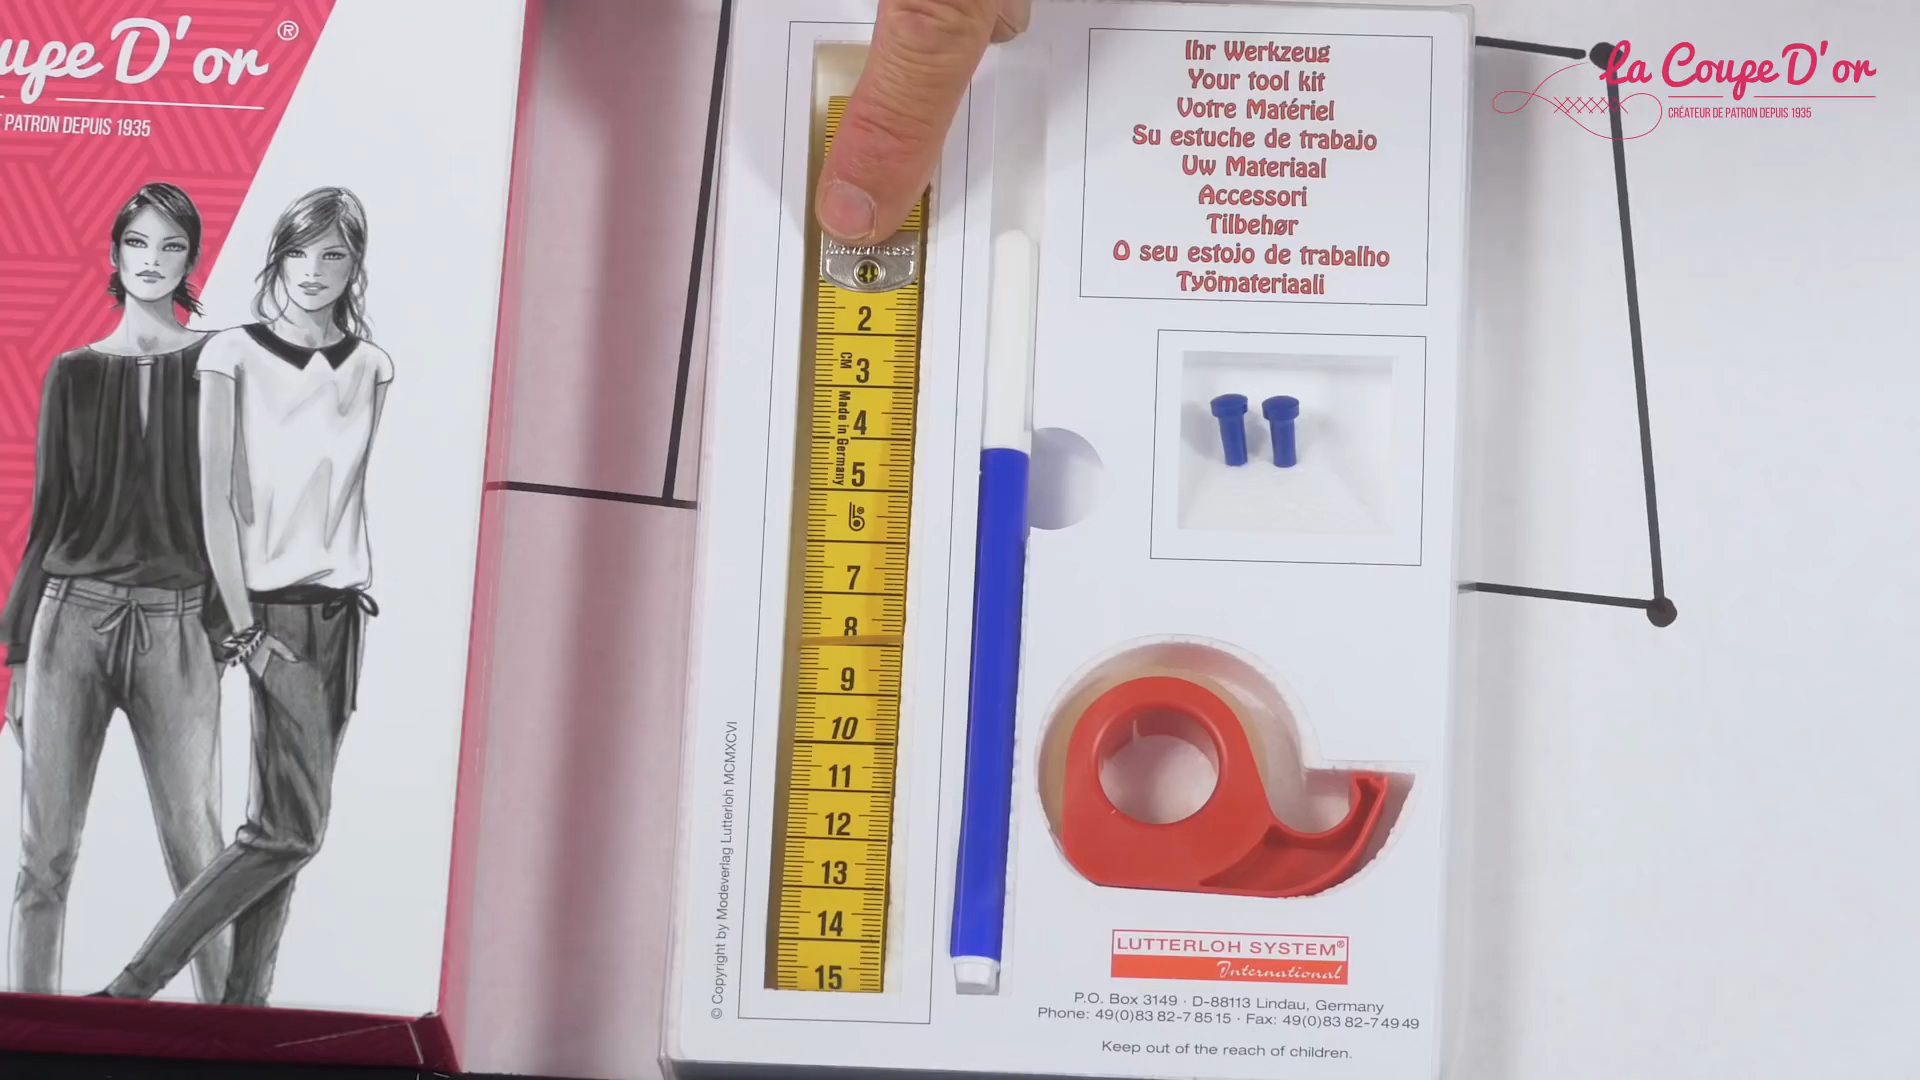 upe D'or®
PATRON DEPUIS 1935
La Coupe D'or
CRÉATEUR DE PATRON DEPUIS 1935
Ihr Werkzeug
Your tool kit
Votre Matériel
Su estuche de trabajo
Uw Materiaal
Accessori
Tilbehør
O seu estojo de trabalho
Työmateriaali
2
3
4
5
7
8
9
10
11
12
13
14
15
CM
Made in Germany
© Copyright by Modeverlag Lutterloh MCMXCVI
LUTTERLOH SYSTEM®
International
P.O. Box 3149 · D-88113 Lindau, Germany
Phone: 49(0)83 82-7 85 15 · Fax: 49(0)83 82-7 49 49
Keep out of the reach of children.